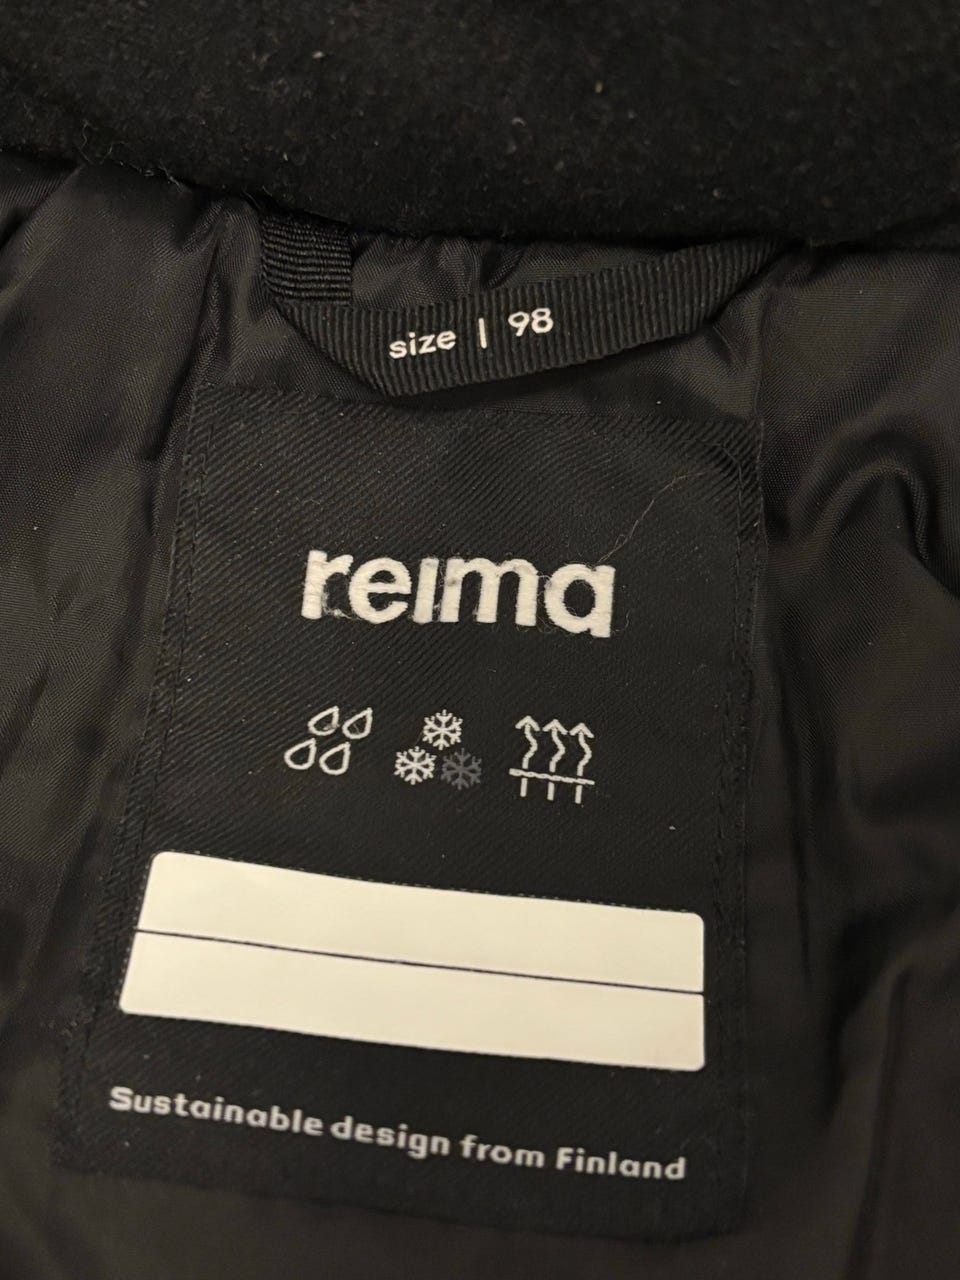 size | 98
reima
Sustainable design from Finland